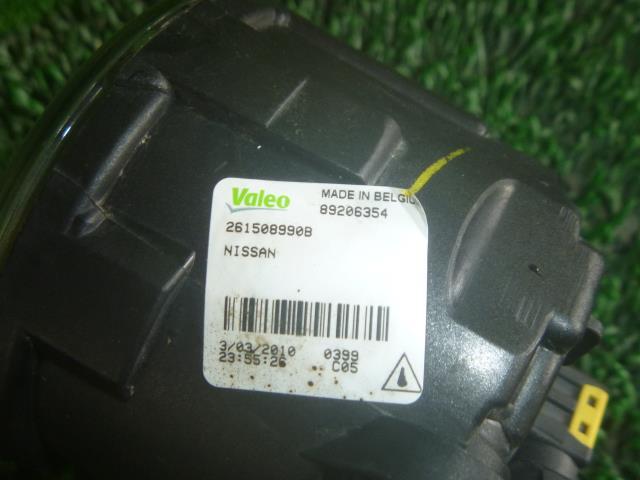 Valeo MADE IN BELGIU
89206354
261508990B
NISSAN
3/03/2010 0399
23:55:26 C05